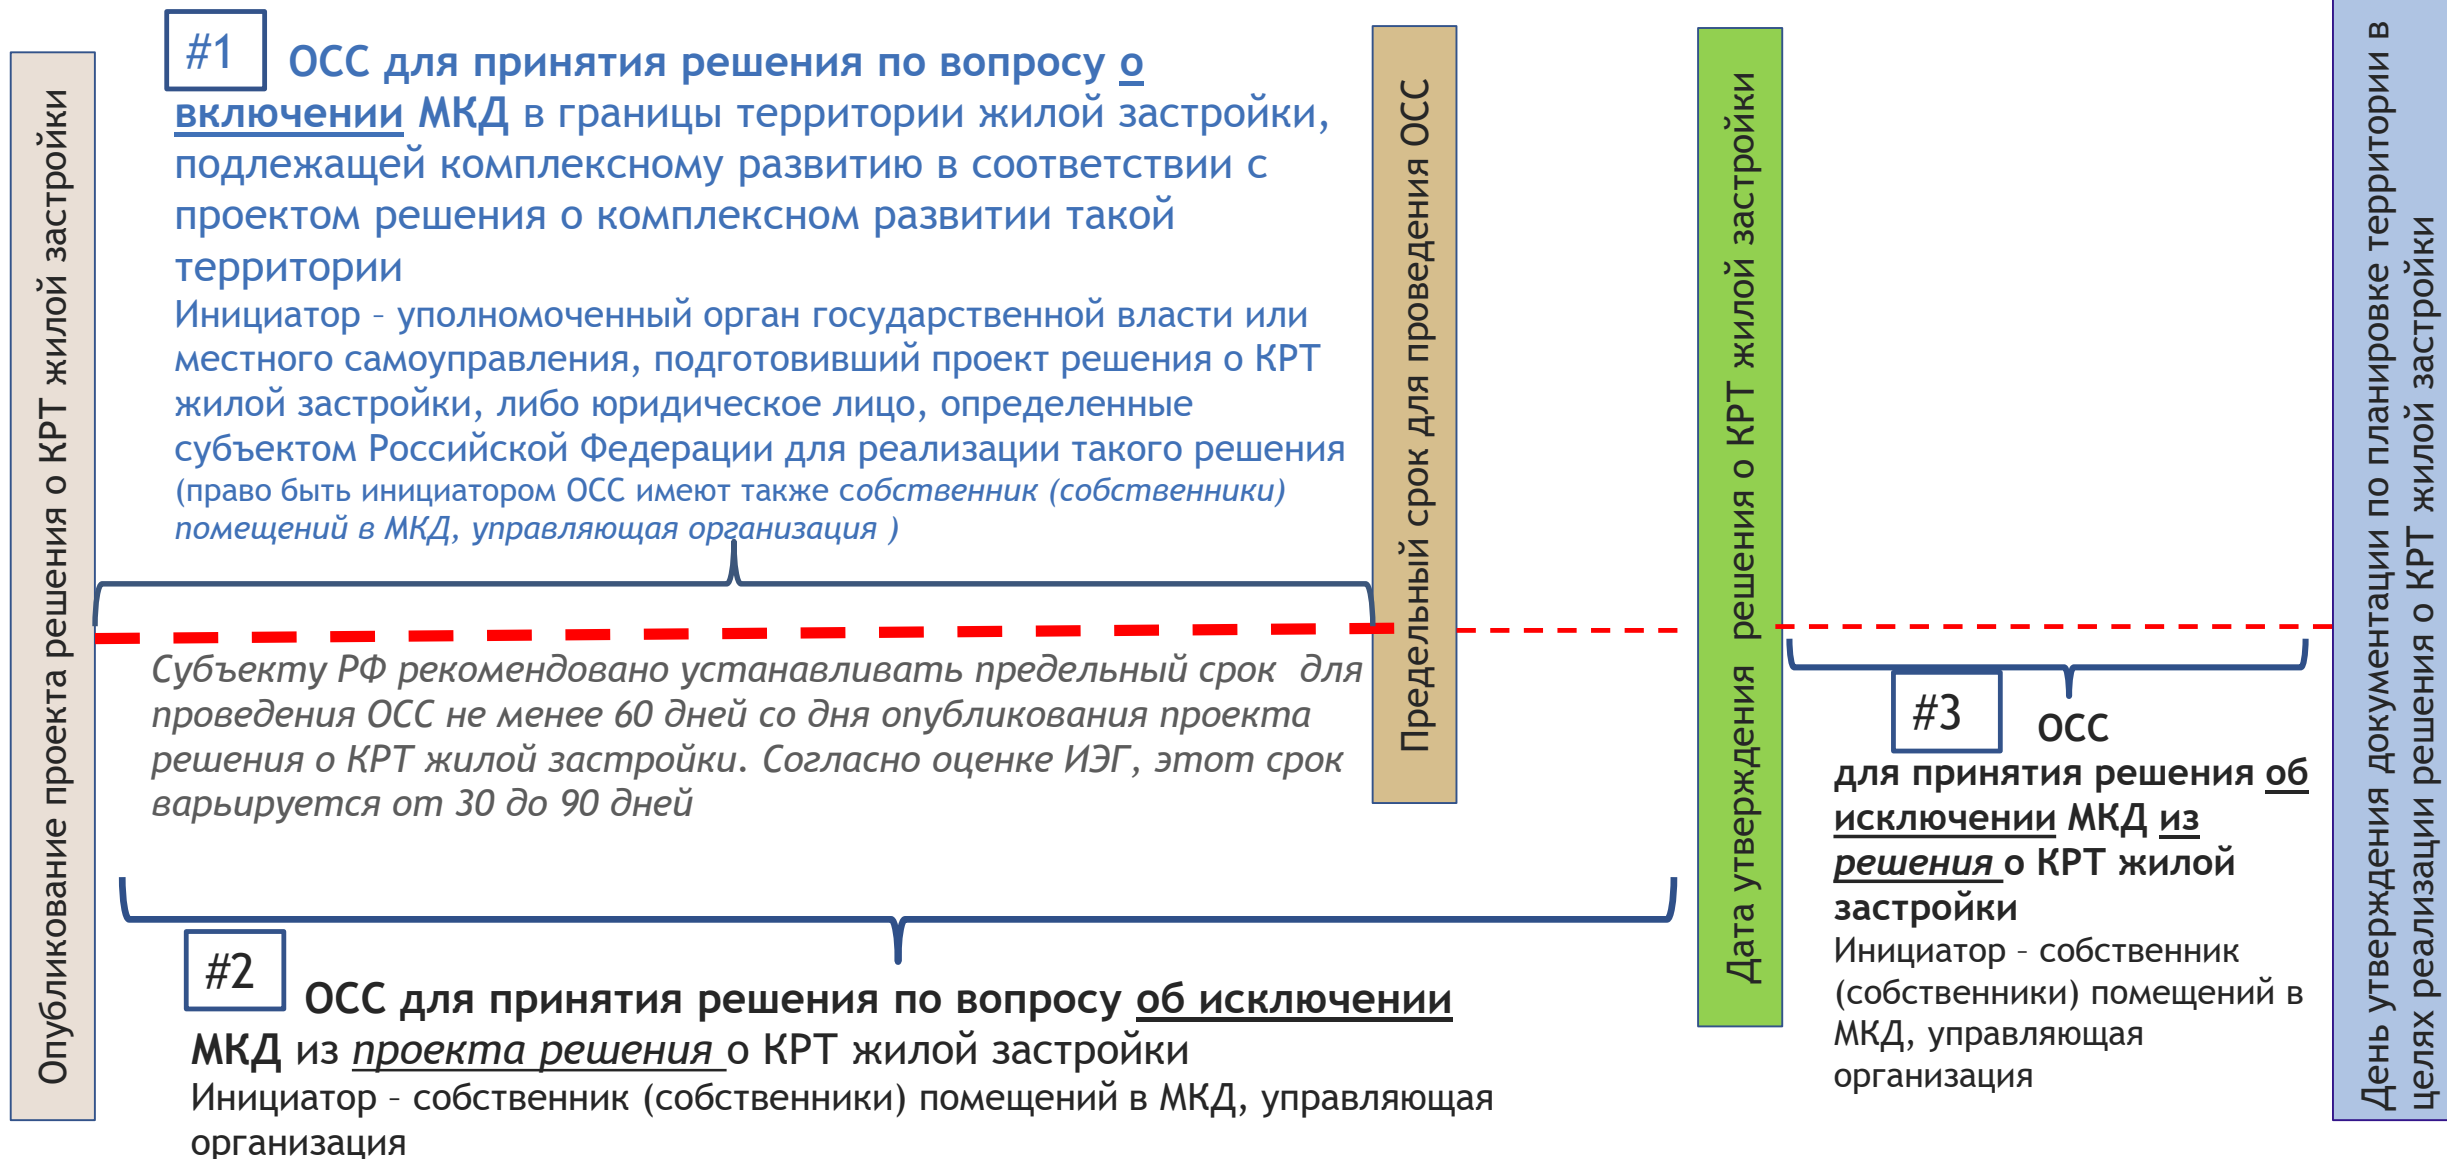 Опубликование проекта решения о КРТ жилой застройки
#1
ОСС для принятия решения по вопросу о
включении МКД в границы территории жилой застройки,
подлежащей комплексному развитию в соответствии с
проектом решения о комплексном развитии такой
территории
Инициатор - уполномоченный орган государственной власти или
местного самоуправления, подготовивший проект решения о КРТ
жилой застройки, либо юридическое лицо, определенные
субъектом Российской Федерации для реализации такого решения
(право быть инициатором ОСС имеют также собственник (собственники)
помещений в МКД, управляющая организация )
Субъекту РФ рекомендовано устанавливать предельный срок для
проведения ОСС не менее 60 дней со дня опубликования проекта
решения о КРТ жилой застройки. Согласно оценке ИЭГ, этот срок
варьируется от 30 до 90 дней
#2
ОСС для принятия решения по вопросу об исключении
МКД из проекта решения о КРТ жилой застройки
Инициатор - собственник (собственники) помещений в МКД, управляющая
организация
Предельный срок для проведения ОСС
Дата утверждения решения о КРТ жилой застройки
#3
ОСС
для принятия решения об
исключении МКД из
решения о КРТ жилой
застройки
Инициатор - собственник
(собственники) помещений в
МКД, управляющая
организация
День утверждения документации по планировке территории в
целях реализации решения о КРТ жилой застройки